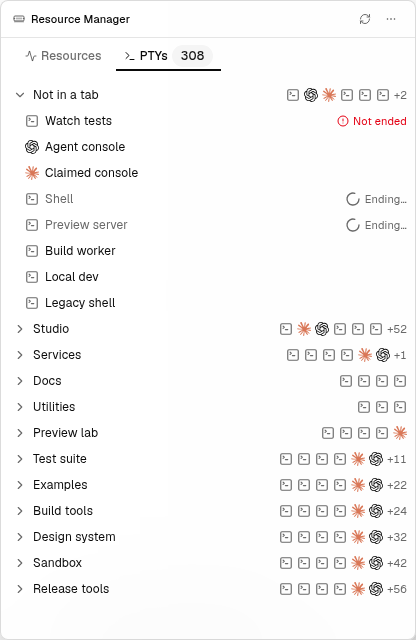 Resource Manager
Resources
PTYs 308
Not in a tab +2
Watch tests Not ended
Agent console
Claimed console
Shell Ending…
Preview server Ending…
Build worker
Local dev
Legacy shell
Studio +52
Services +1
Docs
Utilities
Preview lab
Test suite +11
Examples +22
Build tools +24
Design system +32
Sandbox +42
Release tools +56